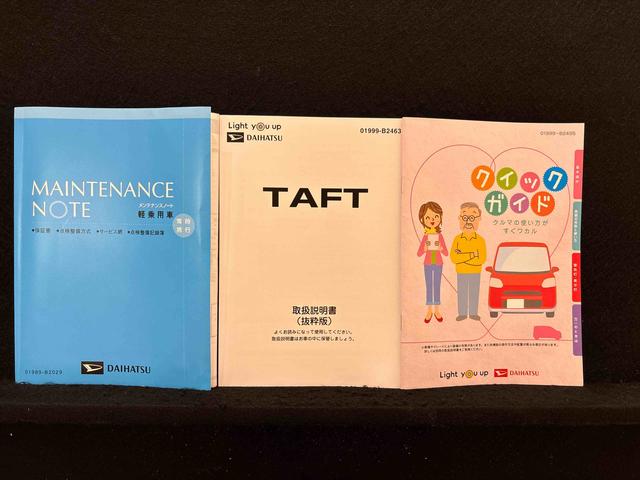 MAINTENANCE
NOTE
メンテナンスノート
軽乗用車
携行
•保証書 •点検整備方式 •サービス網 •点検整備記録簿
01989-B2029
DAIHATSU
Light you up
DAIHATSU
01999-B2463
TAFT
取扱説明書
(抜粋版)
よくお読みになって使用してください。
取扱説明書はお車の中に保管しましょう。
01999-B2495
クイック
ガイド
クルマの使い方が
すぐワカル
Light you up
DAIHATSU